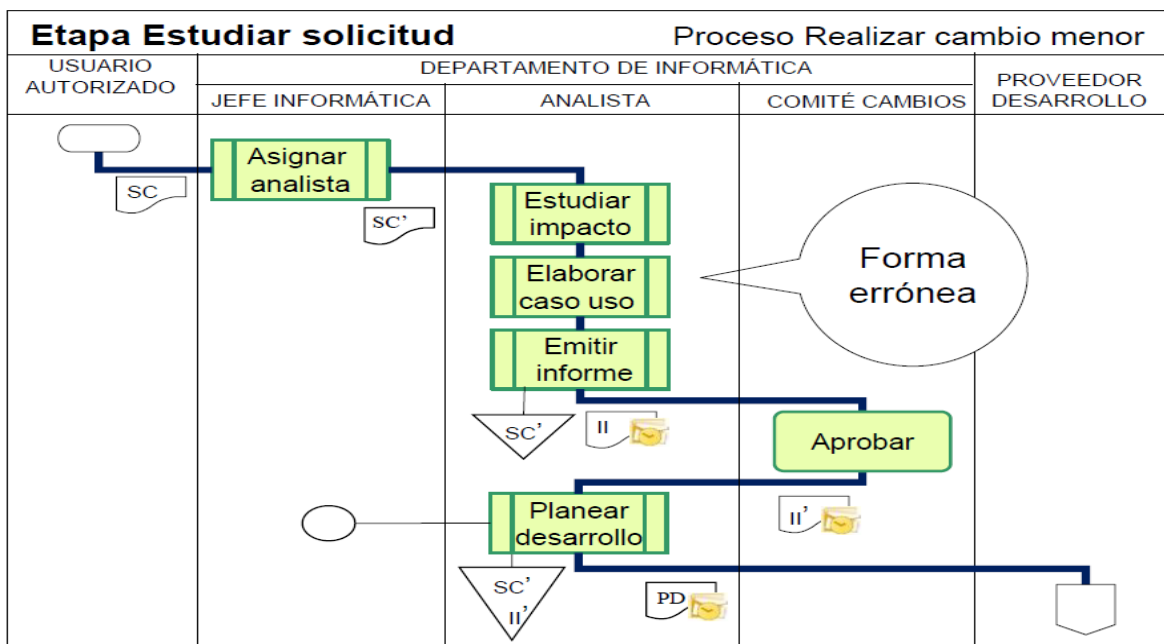 Etapa Estudiar solicitud
Proceso Realizar cambio menor
USUARIO
AUTORIZADO
DEPARTAMENTO DE INFORMÁTICA
JEFE INFORMÁTICA
ANALISTA
COMITÉ CAMBIOS
PROVEEDOR
DESARROLLO
SC
Asignar
analista
SC'
Estudiar
impacto
Elaborar
caso uso
Emitir
informe
Forma
errónea
SC'
II
Aprobar
II'
Planear
desarrollo
SC'
II'
PD